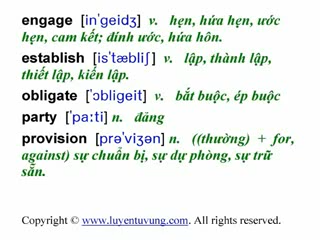 engage [in'geidʒ] v. hẹn, hứa hẹn, ước
hẹn, cam kết; đính ước, hứa hôn.
establish [is'tæbliʃ] v. lập, thành lập,
thiết lập, kiến lập.
obligate ['ɔbligeit] v. bắt buộc, ép buộc
party ['pa:ti] n. đảng
provision [prə'viʒən] n. ((thường) + for,
against) sự chuẩn bị, sự dự phòng, sự trữ
sẵn.
Copyright © www.luyentuvung.com. All rights reserved.